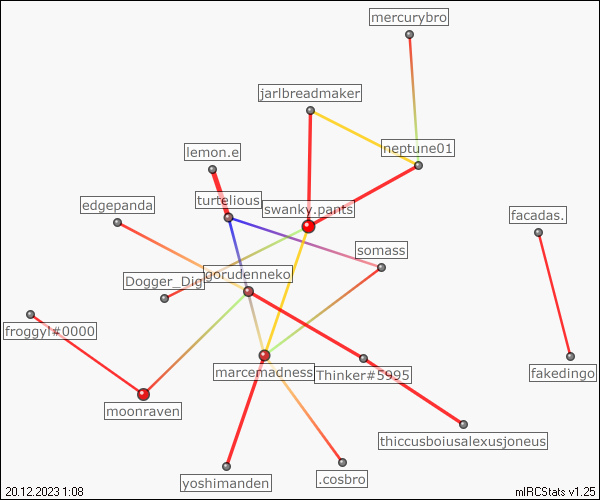 mercurybro
jarlbreadmaker
neptune01
lemon.e
turtelious
edgepanda
swanky.pants
facadas.
somass
gorudenneko
Dogger_Dig
froggyl#0000
marcemadness
Thinker#5995
fakedingo
moonraven
thiccusboiusalexusjoneus
yoshimanden
.cosbro
20.12.2023 1:08
mIRCStats v1.25